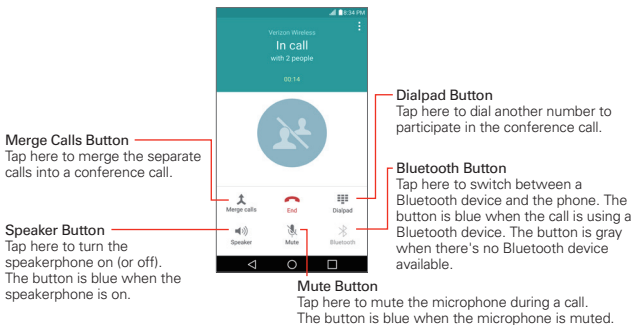 8:34 PM
Verizon Wireless
In call
with 2 people
00:14
Merge calls
End
Dialpad
Speaker
Mute
Bluetooth
Merge Calls Button
Tap here to merge the separate
calls into a conference call.
Speaker Button
Tap here to turn the
speakerphone on (or off).
The button is blue when the
speakerphone is on.
Dialpad Button
Tap here to dial another number to
participate in the conference call.
Bluetooth Button
Tap here to switch between a
Bluetooth device and the phone. The
button is blue when the call is using a
Bluetooth device. The button is gray
when there's no Bluetooth device
available.
Mute Button
Tap here to mute the microphone during a call.
The button is blue when the microphone is muted.